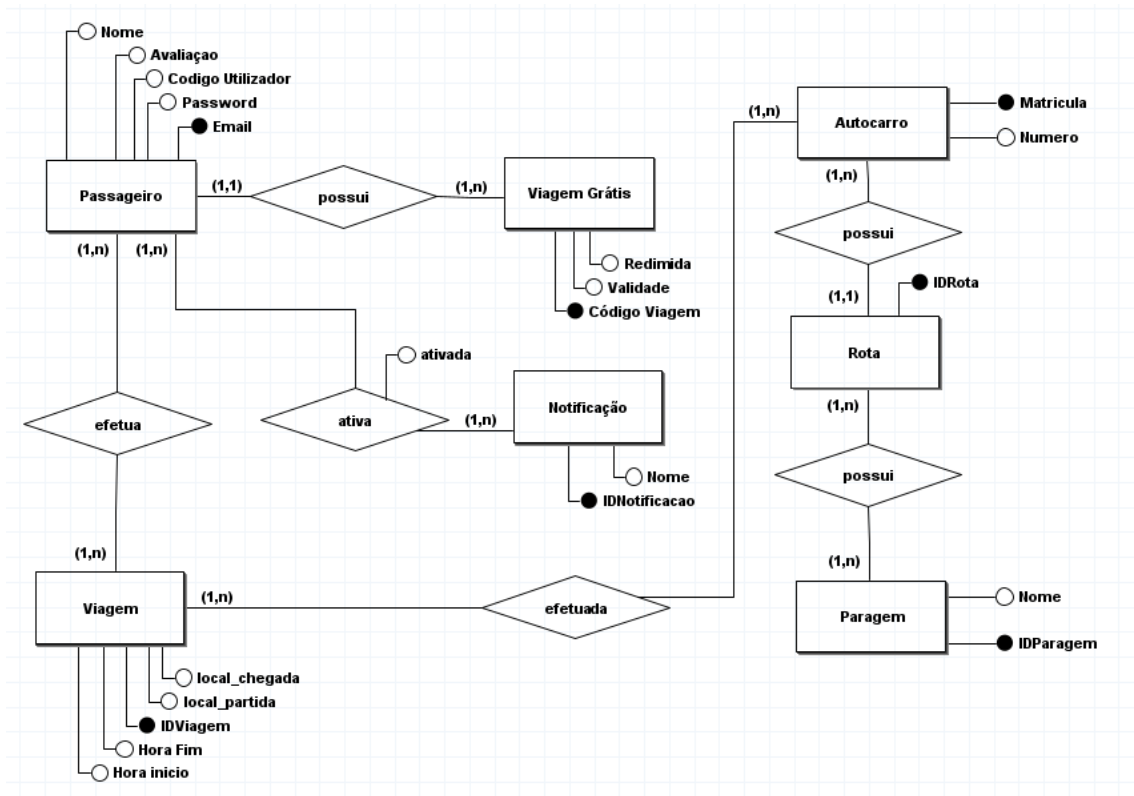 Nome
Avaliaçao
Codigo Utilizador
Password
Email
Passageiro
(1,1)
possui
(1,n)
Viagem Grátis
Redimida
Validade
Código Viagem
(1,n)
(1,n)
ativada
efetua
ativa
(1,n)
Notificação
Nome
IDNotificacao
(1,n)
Viagem
(1,n)
efetuada
local_chegada
local_partida
IDViagem
Hora Fim
Hora inicio
(1,n)
Autocarro
Matricula
Numero
(1,n)
possui
(1,1)
IDRota
Rota
(1,n)
possui
(1,n)
Paragem
Nome
IDParagem